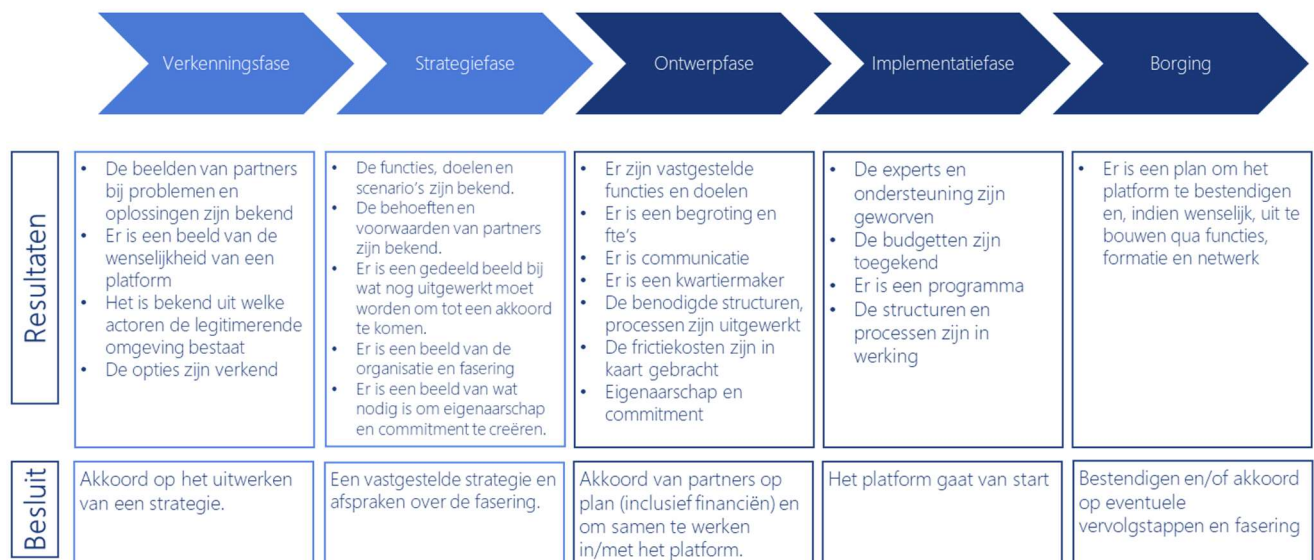 Verkenningsfase
Strategiefase
Ontwerpfase
Implementatiefase
Borging
Resultaten
• De beelden van partners
bij problemen en
oplossingen zijn bekend
• Er is een beeld van de
wenselijkheid van een
platform
• Het is bekend uit welke
actoren de legitimerende
omgeving bestaat
• De opties zijn verkend
• De functies, doelen en
scenario's zijn bekend.
• De behoeften en
voorwaarden van partners
zijn bekend.
• Er is een gedeeld beeld bij
wat nog uitgewerkt moet
worden om tot een akkoord
te komen.
• Er is een beeld van de
organisatie en fasering
• Er is een beeld van wat
nodig is om eigenaarschap
en commitment te creëren.
• Er zijn vastgestelde
functies en doelen
• Er is een begroting en
fte's
• Er is communicatie
• Er is een kwartiermaker
• De benodigde structuren,
processen zijn uitgewerkt
• De frictiekosten zijn in
kaart gebracht
• Eigenaarschap en
commitment
• De experts en
ondersteuning zijn
geworven
• De budgetten zijn
toegekend
• Er is een programma
• De structuren en
processen zijn in
werking
• Er is een plan om het
platform te bestendigen
en, indien wenselijk, uit te
bouwen qua functies,
formatie en netwerk
Besluit
Akkoord op het uitwerken
van een strategie.
Een vastgestelde strategie en
afspraken over de fasering.
Akkoord van partners op
plan (inclusief financiën) en
om samen te werken
in/met het platform.
Het platform gaat van start
Bestendigen en/of akkoord
op eventuele
vervolgstappen en fasering